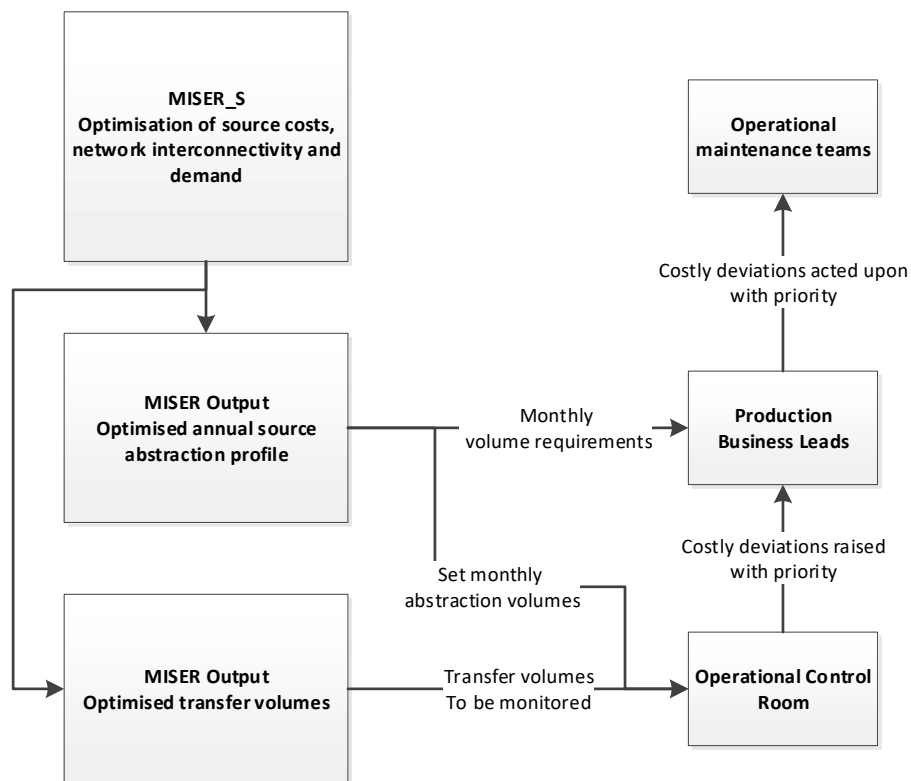 MISER_S
Optimisation of source costs,
network interconnectivity and
demand
Operational
maintenance teams
Costly deviations acted upon
with priority
MISER Output
Optimised annual source
abstraction profile
Monthly
volume requirements
Production
Business Leads
Costly deviations raised
with priority
Set monthly
abstraction volumes
MISER Output
Optimised transfer volumes
Transfer volumes
To be monitored
Operational Control
Room